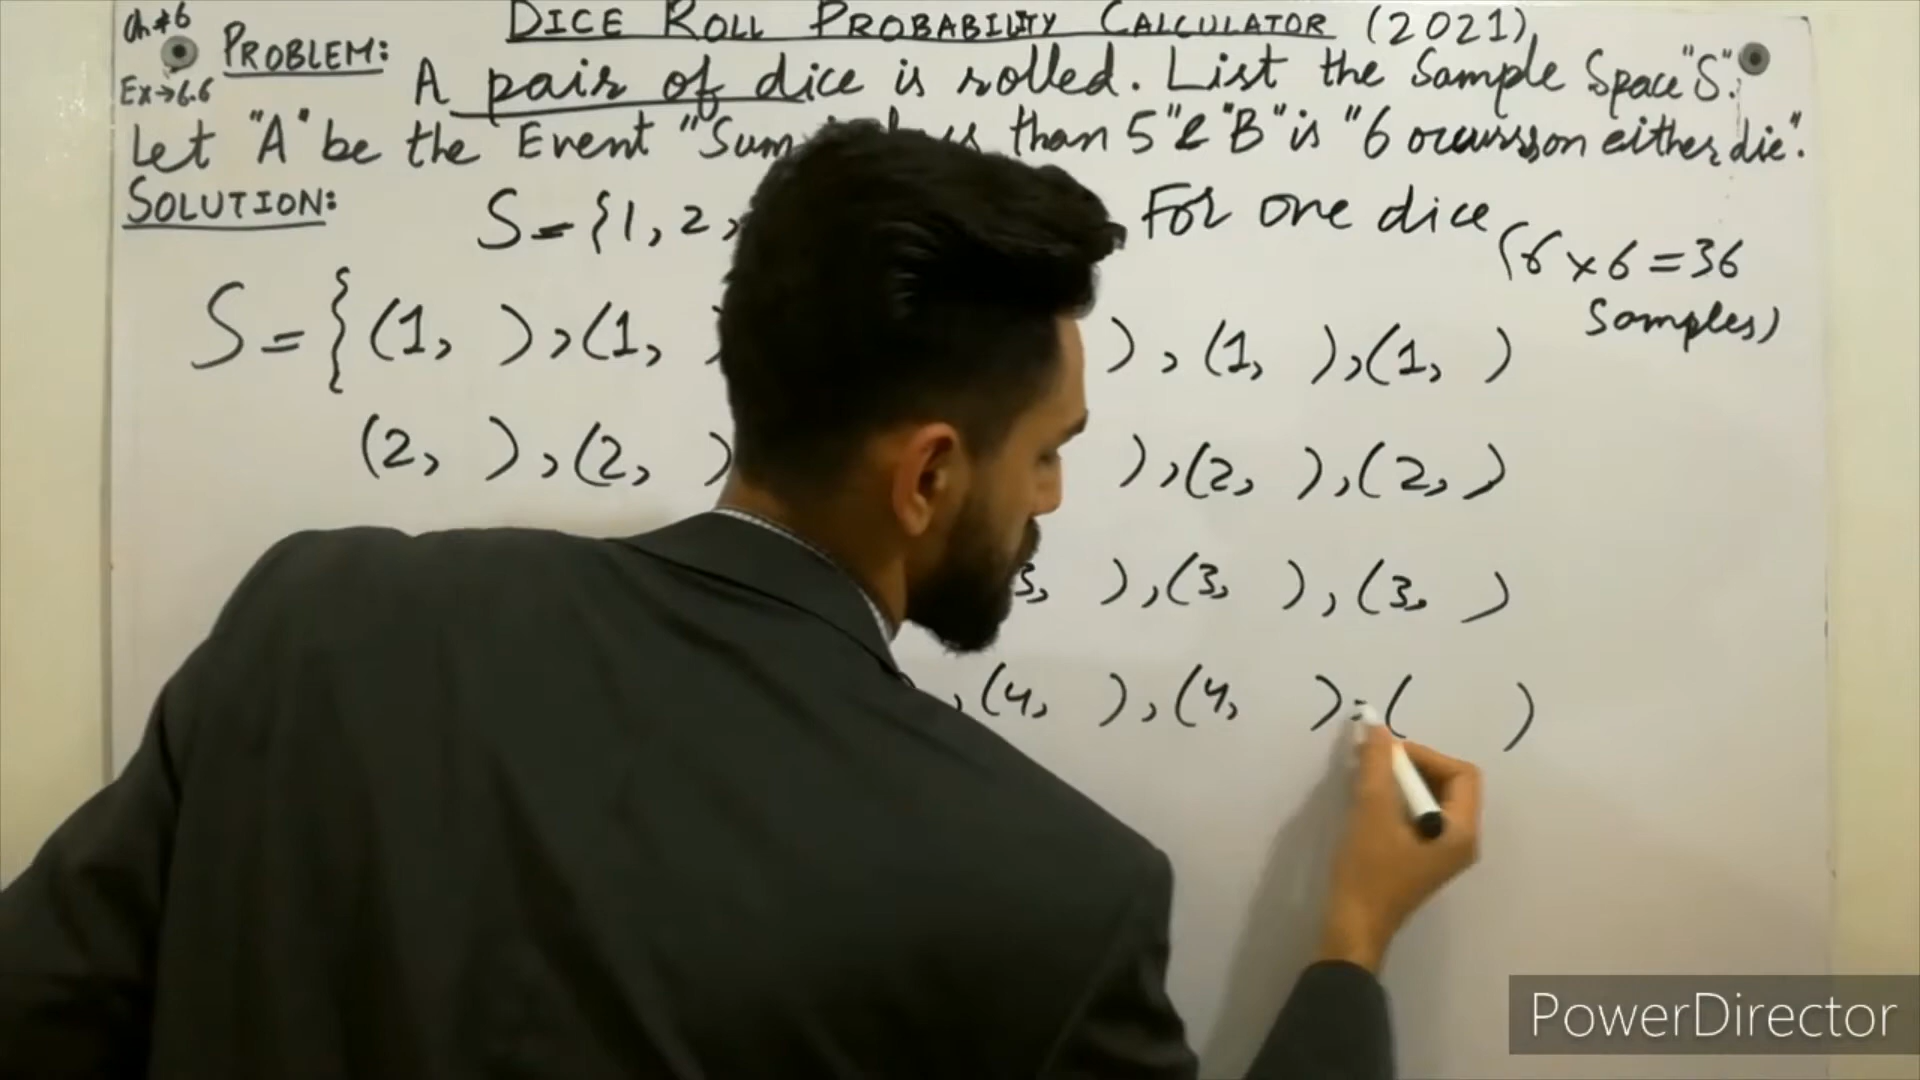 Ch # 6
DICE ROLL PROBABILITY CALCULATOR (2021)
Ex→6.6
PROBLEM:
A pair of dice is rolled. List the Sample Space "S".
Let "A" be the Event "Sum than 5" & "B" is "6 on either die".
SOLUTION:
S={1, 2, For one dice
(6 x 6 = 36
Samples)
S = { (1, ), (1, ), (1, ), (1, )
(2, ), (2, ) ), (2, ), (2, )
3, ), (3, ), (3, )
, (4, ), (4, ), ( )
PowerDirector